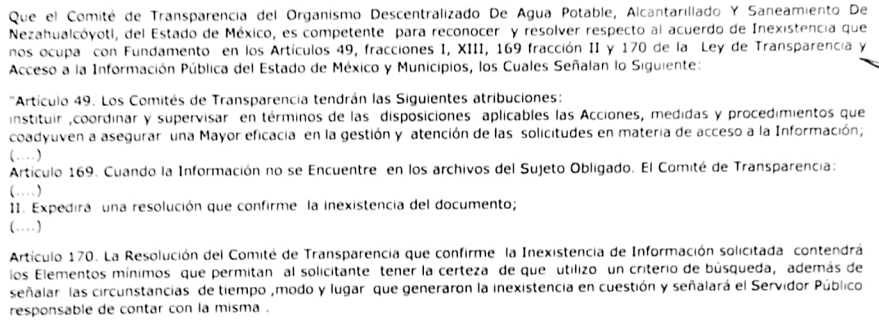 Que el Comité de Transparencia del Organismo Descentralizado De Agua Potable, Alcantarillado Y Saneamiento De
Nezahualcóyotl, del Estado de México, es competente para reconocer y resolver respecto al acuerdo de Inexistencia que
nos ocupa con Fundamento en los Artículos 49, fracciones I, XIII, 169 fracción II y 170 de la Ley de Transparencia y
Acceso a la Información Pública del Estado de México y Municipios, los Cuales Señalan lo Siguiente:
"Artículo 49. Los Comités de Transparencia tendrán las Siguientes atribuciones:
instituir ,coordinar y supervisar en términos de las disposiciones aplicables las Acciones, medidas y procedimientos que
coadyuven a asegurar una Mayor eficacia en la gestión y atención de las solicitudes en materia de acceso a la Información;
(....)
Artículo 169. Cuando la Información no se Encuentre en los archivos del Sujeto Obligado. El Comité de Transparencia:
(....)
II. Expedirá una resolución que confirme la inexistencia del documento;
(....)
Artículo 170. La Resolución del Comité de Transparencia que confirme la Inexistencia de Información solicitada contendrá
los Elementos mínimos que permitan al solicitante tener la certeza de que utilizo un criterio de búsqueda, además de
señalar las circunstancias de tiempo ,modo y lugar que generaron la inexistencia en cuestión y señalará el Servidor Público
responsable de contar con la misma .